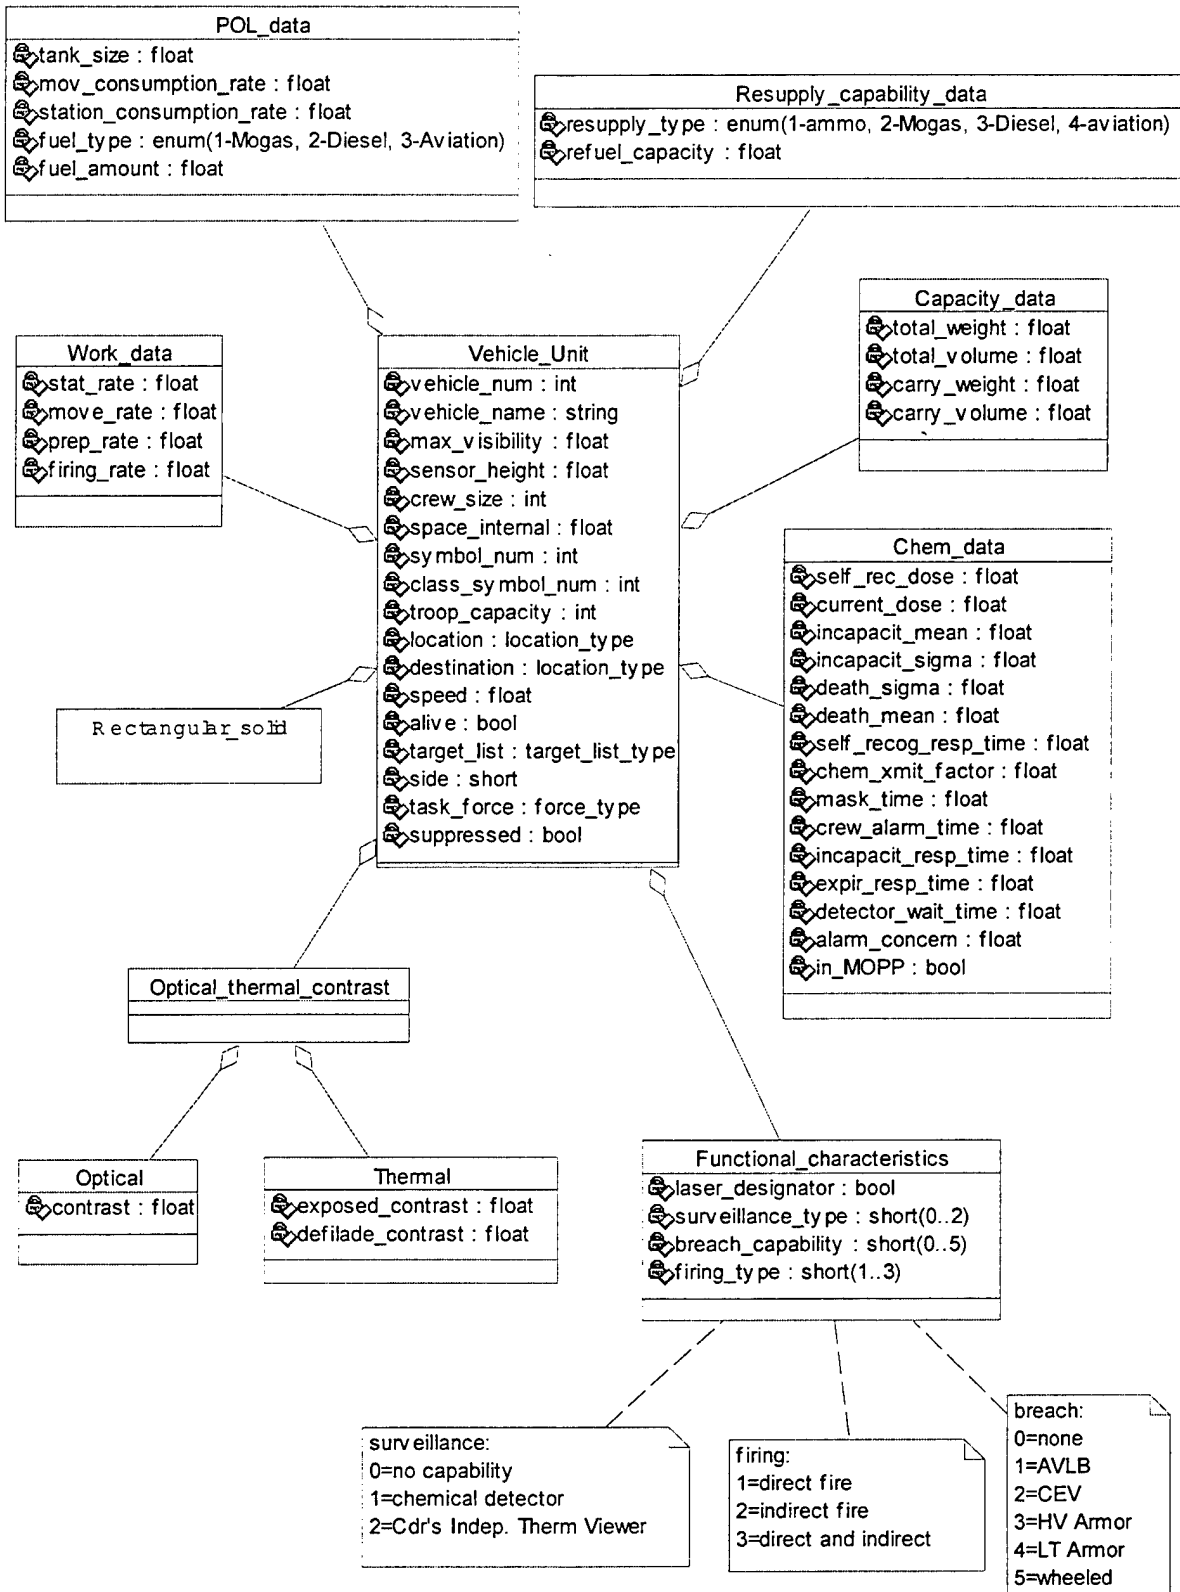 POL_data
tank_size : float
mov_consumption_rate : float
station_consumption_rate : float
fuel_type : enum(1-Mogas, 2-Diesel, 3-Aviation)
fuel_amount : float
Resupply_capability_data
resupply_type : enum(1-ammo, 2-Mogas, 3-Diesel, 4-aviation)
refuel_capacity : float
Capacity_data
total_weight : float
total_volume : float
carry_weight : float
carry_volume : float
Work_data
stat_rate : float
move_rate : float
prep_rate : float
firing_rate : float
Vehicle_Unit
vehicle_num : int
vehicle_name : string
max_visibility : float
sensor_height : float
crew_size : int
space_internal : float
symbol_num : int
class_symbol_num : int
troop_capacity : int
location : location_type
destination : location_type
speed : float
alive : bool
target_list : target_list_type
side : short
task_force : force_type
suppressed : bool
Chem_data
self_rec_dose : float
current_dose : float
incapacit_mean : float
incapacit_sigma : float
death_sigma : float
death_mean : float
self_recog_resp_time : float
chem_xmit_factor : float
mask_time : float
crew_alarm_time : float
incapacit_resp_time : float
expir_resp_time : float
detector_wait_time : float
alarm_concern : float
in_MOPP : bool
Rectangular_solid
Optical_thermal_contrast
Optical
contrast : float
Thermal
exposed_contrast : float
defilade_contrast : float
Functional_characteristics
laser_designator : bool
surveillance_type : short(0..2)
breach_capability : short(0..5)
firing_type : short(1..3)
surveillance:
0=no capability
1=chemical detector
2=Cdr's Indep. Therm Viewer
firing:
1=direct fire
2=indirect fire
3=direct and indirect
breach:
0=none
1=AVLB
2=CEV
3=HV Armor
4=LT Armor
5=wheeled